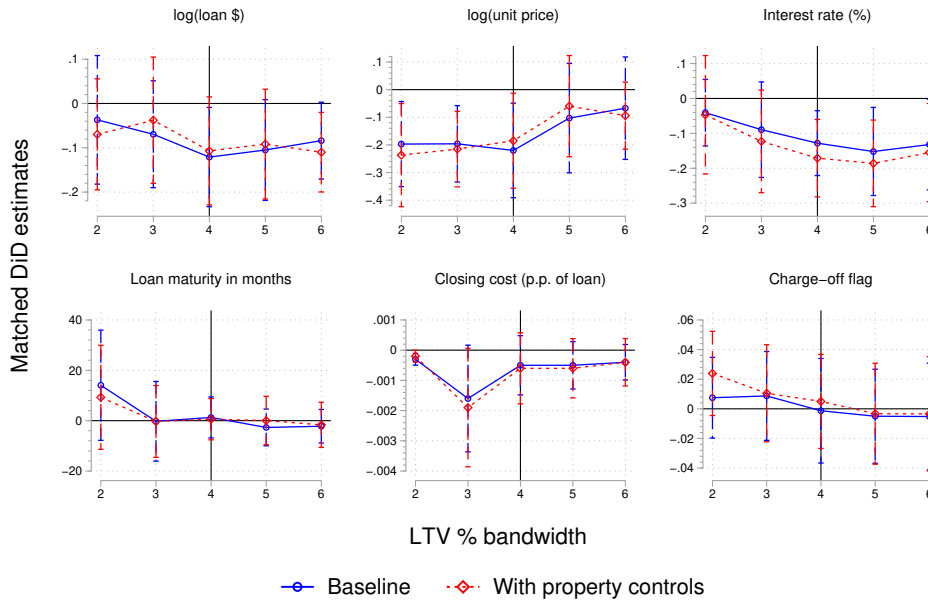 log(loan $)
log(unit price)
Interest rate (%)
.1
0
−.1
−.2
2 3 4 5 6
.1
0
−.1
−.2
−.3
−.4
2 3 4 5 6
.1
0
−.1
−.2
−.3
2 3 4 5 6
Matched DiD estimates
Loan maturity in months
Closing cost (p.p. of loan)
Charge−off flag
40
20
0
−20
2 3 4 5 6
.001
0
−.001
−.002
−.003
−.004
2 3 4 5 6
.06
.04
.02
0
−.02
−.04
2 3 4 5 6
LTV % bandwidth
Baseline
With property controls